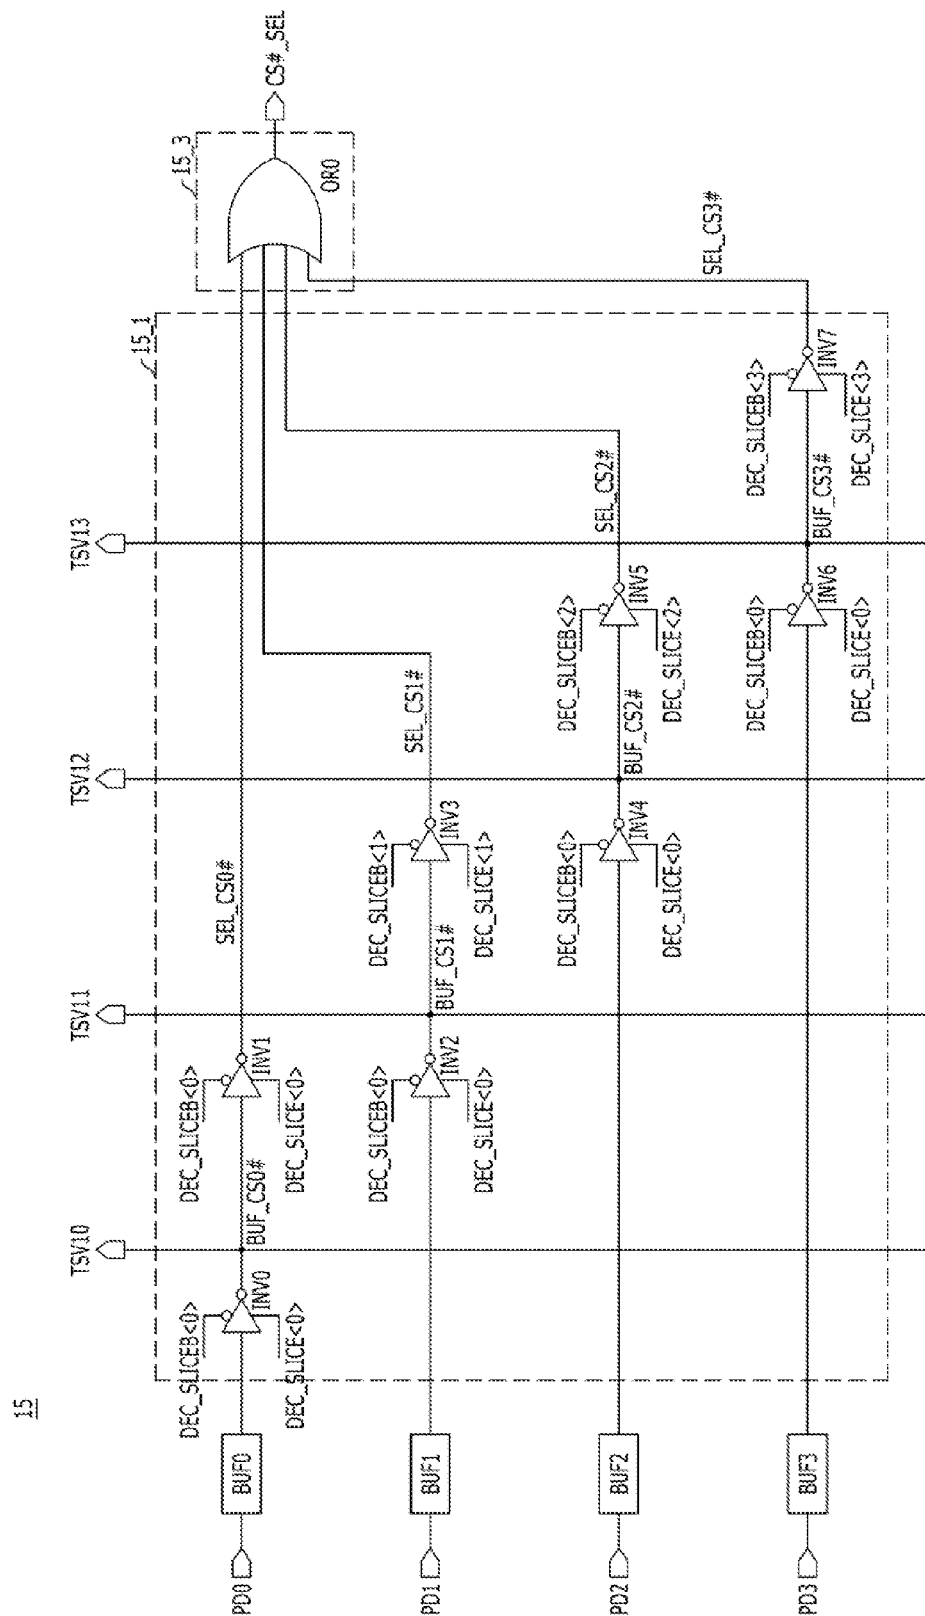 15
TSV10
TSV11
TSV12
TSV13
15_1
15_3
PD0
BUF0
DEC_SLICEB<0>
INV0
DEC_SLICE<0>
BUF_CS0#
DEC_SLICEB<0>
INV1
DEC_SLICE<0>
SEL_CS0#
OR0
CS#_SEL
PD1
BUF1
DEC_SLICEB<0>
INV2
DEC_SLICE<0>
BUF_CS1#
DEC_SLICEB<1>
INV3
DEC_SLICE<1>
SEL_CS1#
PD2
BUF2
DEC_SLICEB<0>
INV4
DEC_SLICE<0>
BUF_CS2#
DEC_SLICEB<2>
INV5
DEC_SLICE<2>
SEL_CS2#
PD3
BUF3
DEC_SLICEB<0>
INV6
DEC_SLICE<0>
BUF_CS3#
DEC_SLICEB<3>
INV7
DEC_SLICE<3>
SEL_CS3#